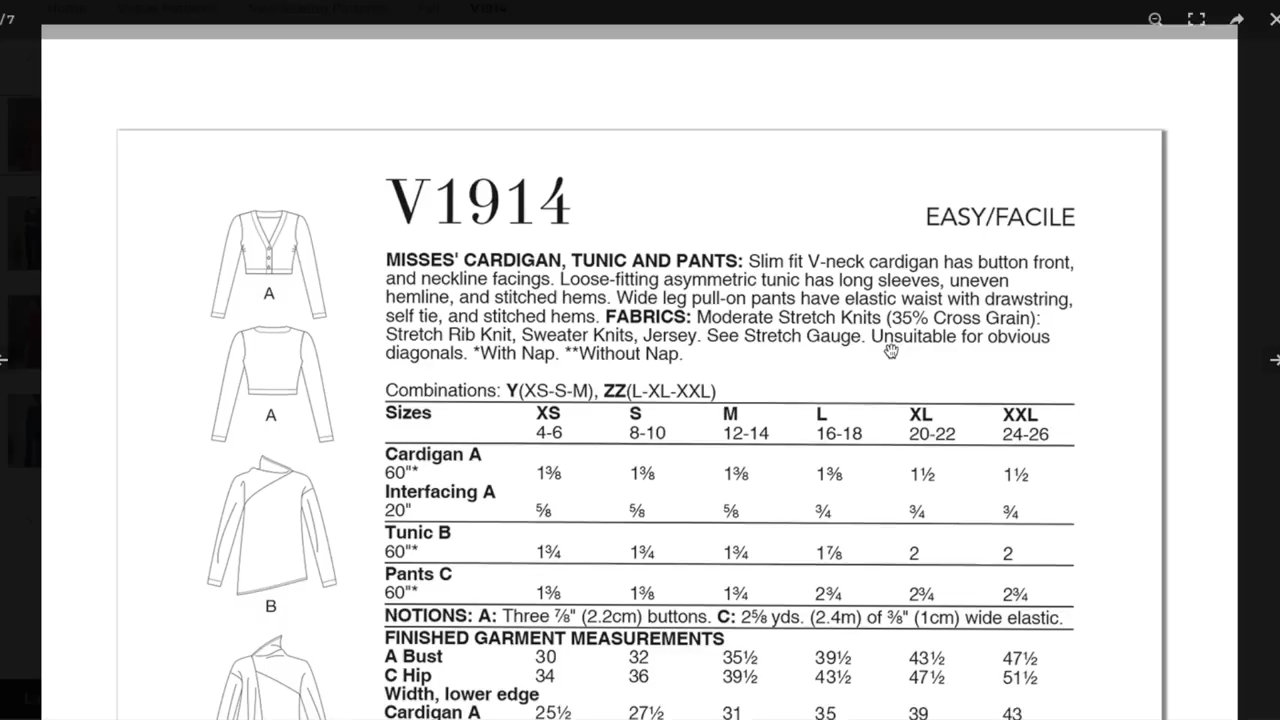 /7
V1914
V1914
EASY/FACILE
MISSES' CARDIGAN, TUNIC AND PANTS: Slim fit V-neck cardigan has button front,
and neckline facings. Loose-fitting asymmetric tunic has long sleeves, uneven
hemline, and stitched hems. Wide leg pull-on pants have elastic waist with drawstring,
self tie, and stitched hems. FABRICS: Moderate Stretch Knits (35% Cross Grain):
Stretch Rib Knit, Sweater Knits, Jersey. See Stretch Gauge. Unsuitable for obvious
diagonals. *With Nap. **Without Nap.
Combinations: Y(XS-S-M), ZZ(L-XL-XXL)
Sizes XS S M L XL XXL
4-6 8-10 12-14 16-18 20-22 24-26
Cardigan A
60"* 1⅜ 1⅜ 1⅜ 1⅜ 1½ 1½
Interfacing A
20" ⅝ ⅝ ⅝ ¾ ¾ ¾
Tunic B
60"* 1¾ 1¾ 1¾ 1⅞ 2 2
Pants C
60"* 1⅜ 1⅜ 1¾ 2¾ 2¾ 2¾
NOTIONS: A: Three ⅞" (2.2cm) buttons. C: 2⅝ yds. (2.4m) of ⅜" (1cm) wide elastic.
FINISHED GARMENT MEASUREMENTS
A Bust 30 32 35½ 39½ 43½ 47½
C Hip 34 36 39½ 43½ 47½ 51½
Width, lower edge
Cardigan A 25½ 27½ 31 35 39 43
A
A
B